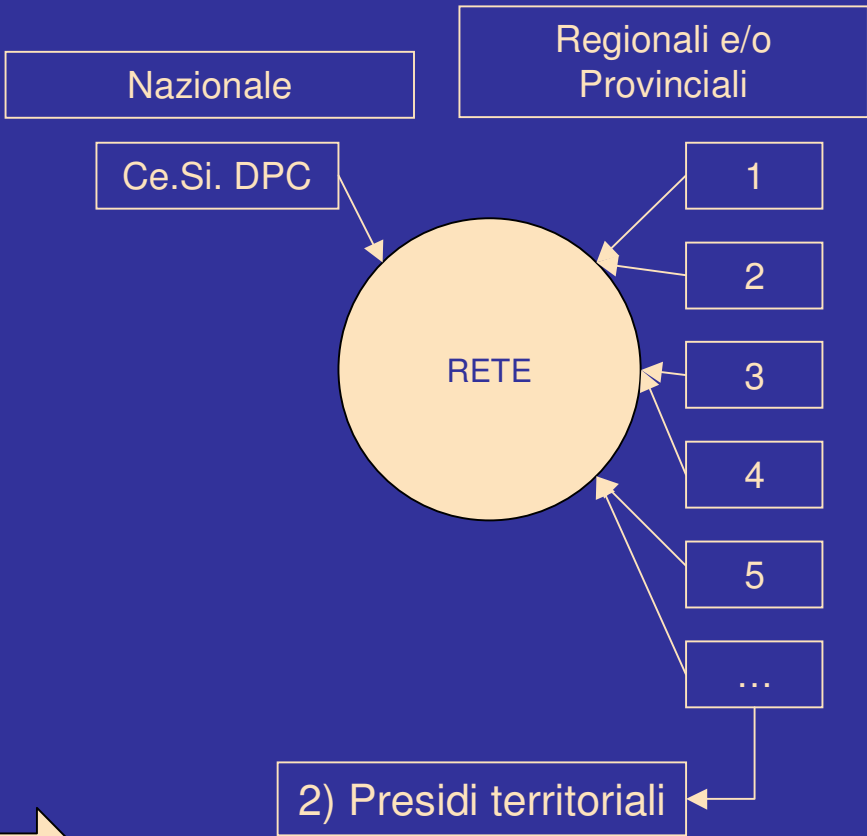 Nazionale
Regionali e/o
Provinciali
Ce.Si. DPC
1
2
RETE
3
4
5
...
2) Presidi territoriali